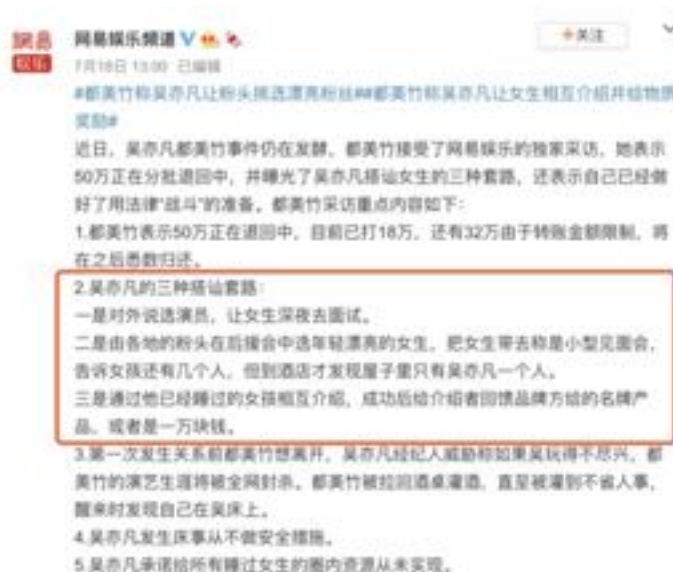 网易
娱乐
网易娱乐频道
+关注
7月18日 13:00 已编辑
#都美竹称吴亦凡让粉头挑选漂亮粉丝##都美竹称吴亦凡让女生相互介绍并给物质
奖励#
近日，吴亦凡都美竹事件仍在发酵，都美竹接受了网易娱乐的独家采访，她表示
50万正在分批退回中，并曝光了吴亦凡搭讪女生的三种套路，还表示自己已经做
好了用法律“战斗”的准备。都美竹采访重点内容如下：
1.都美竹表示50万正在退回中，目前已打18万，还有32万由于转账金额限制，将
在之后悉数归还。
2.吴亦凡的三种搭讪套路：
一是对外说选演员，让女生深夜去面试。
二是由各地的粉头在后援会中选年轻漂亮的女生，把女生带去称是小型见面会，
告诉女孩还有几个人，但到酒店才发现屋子里只有吴亦凡一个人。
三是通过他已经睡过的女孩相互介绍，成功后给介绍者回馈品牌方给的名牌产
品，或者是一万块钱。
3.第一次发生关系前都美竹想离开，吴亦凡经纪人威胁称如果吴玩得不尽兴，都
美竹的演艺生涯将被全网封杀。都美竹被拉回酒桌灌酒，直至被灌到不省人事，
醒来时发现自己在吴床上。
4.吴亦凡发生床事从不做安全措施。
5.吴亦凡承诺给所有睡过女生的圈内资源从未实现。